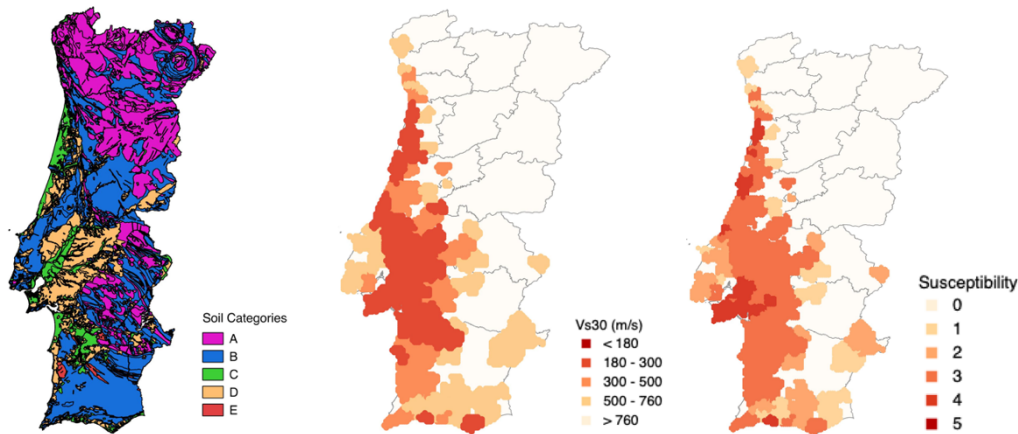 Soil Categories
A
B
C
D
E
Vs30 (m/s)
< 180
180 - 300
300 - 500
500 - 760
> 760
Susceptibility
0
1
2
3
4
5